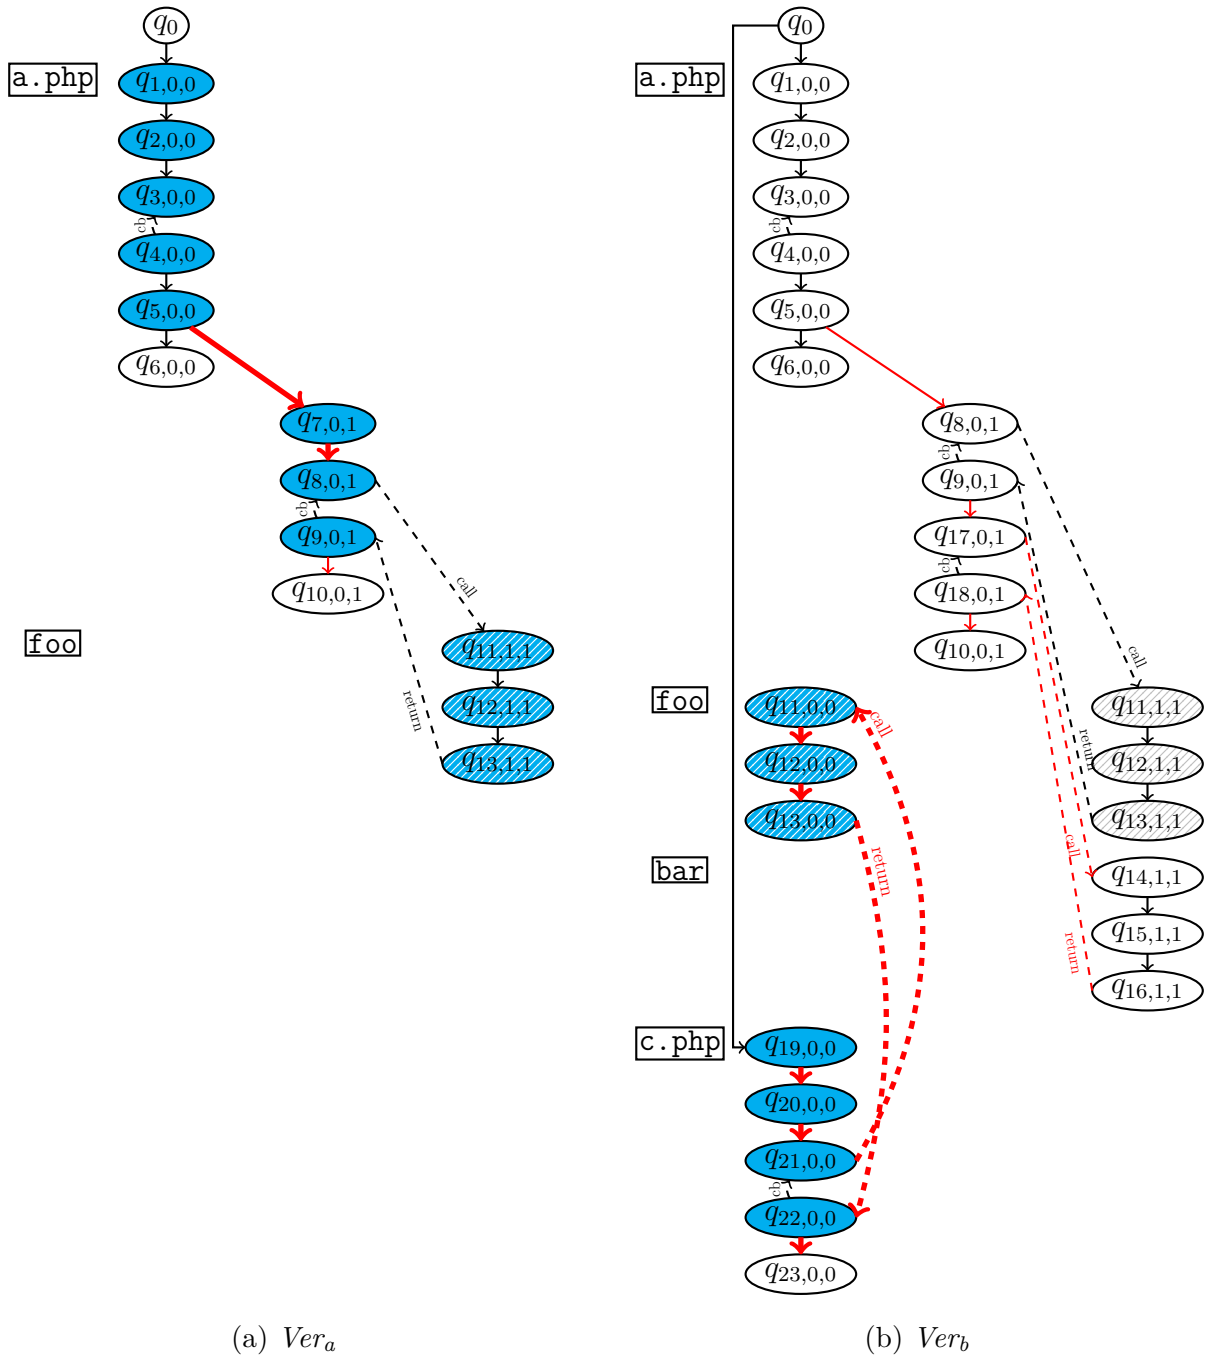 q0
a.php
q1,0,0
q2,0,0
q3,0,0
cb
q4,0,0
q5,0,0
q6,0,0
q7,0,1
q8,0,1
cb
q9,0,1
q10,0,1
call
foo
q11,1,1
return
q12,1,1
q13,1,1
(a) Ver_a
q0
a.php
q1,0,0
q2,0,0
q3,0,0
cb
q4,0,0
q5,0,0
q6,0,0
q8,0,1
cb
q9,0,1
q17,0,1
cb
q18,0,1
q10,0,1
call
foo
q11,0,0
call
q11,1,1
q12,0,0
return
q12,1,1
q13,0,0
q13,1,1
return
call
bar
q14,1,1
q15,1,1
return
q16,1,1
c.php
q19,0,0
q20,0,0
q21,0,0
cb
q22,0,0
q23,0,0
(b) Ver_b